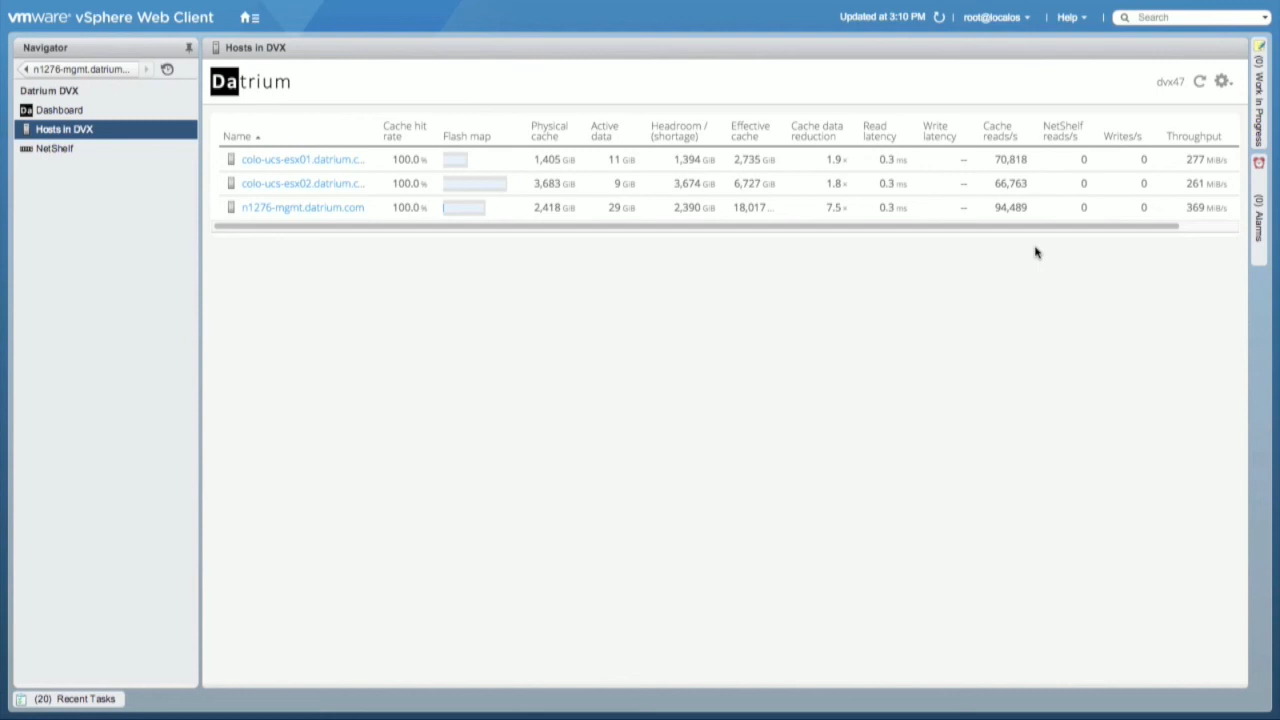 vmware® vSphere Web Client
Updated at 3:10 PM
root@localos
Help
Search
Navigator
Hosts in DVX
n1276-mgmt.datrium...
Datrium DVX
Da Dashboard
Hosts in DVX
NetShelf
Datrium
dvx47
Name Cache hit rate Flash map Physical cache Active data Headroom / (shortage) Effective cache Cache data reduction Read latency Write latency Cache reads/s NetShelf reads/s Writes/s Throughput
colo-ucs-esx01.datrium.c... 100.0 % 1,405 GiB 11 GiB 1,394 GiB 2,735 GiB 1.9 x 0.3 ms -- 70,818 0 0 277 MiB/s
colo-ucs-esx02.datrium.c... 100.0 % 3,683 GiB 9 GiB 3,674 GiB 6,727 GiB 1.8 x 0.3 ms -- 66,763 0 0 261 MiB/s
n1276-mgmt.datrium.com 100.0 % 2,418 GiB 29 GiB 2,390 GiB 18,017... 7.5 x 0.3 ms -- 94,489 0 0 369 MiB/s
(0) Work In Progress
(0) Alarms
(20) Recent Tasks